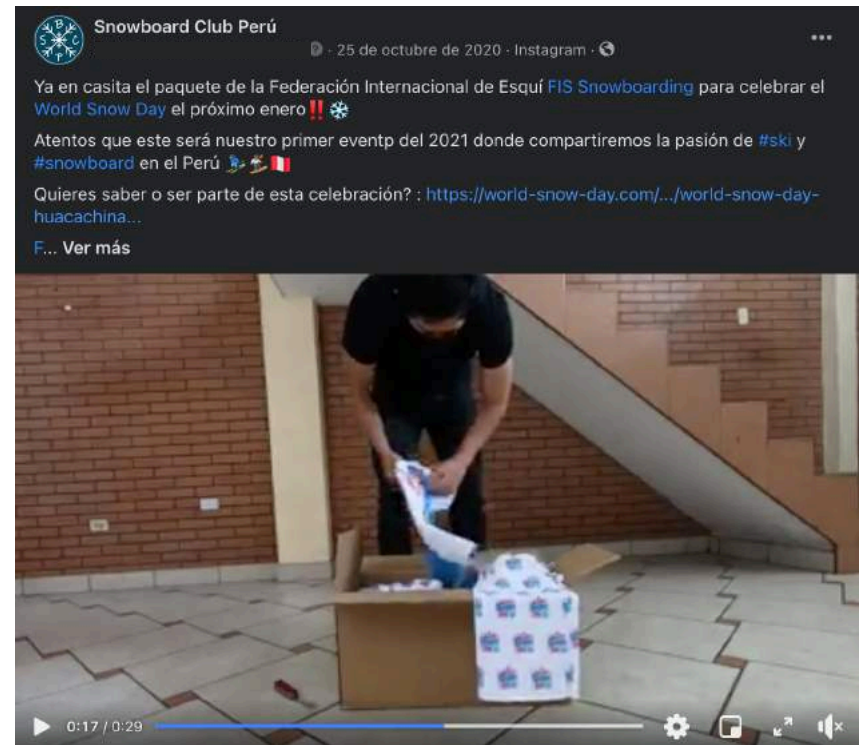 Snowboard Club Perú
25 de octubre de 2020 · Instagram ·
Ya en casita el paquete de la Federación Internacional de Esquí FIS Snowboarding para celebrar el
World Snow Day el próximo enero‼️❄️
Atentos que este será nuestro primer eventp del 2021 donde compartiremos la pasión de #ski y
#snowboard en el Perú ⛷️🏂🇵🇪
Quieres saber o ser parte de esta celebración? : https://world-snow-day.com/.../world-snow-day-
huacachina...
F... Ver más
0:17 / 0:29